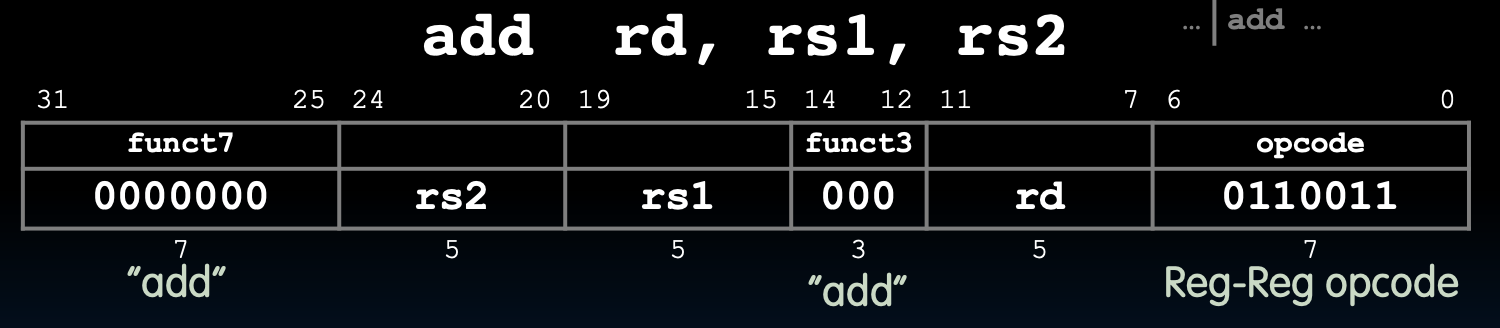 add rd, rs1, rs2
… add …
31 25 24 20 19 15 14 12 11 7 6 0
funct7 funct3 opcode
0000000 rs2 rs1 000 rd 0110011
7 5 5 3 5 7
″add″ ″add″ Reg-Reg opcode